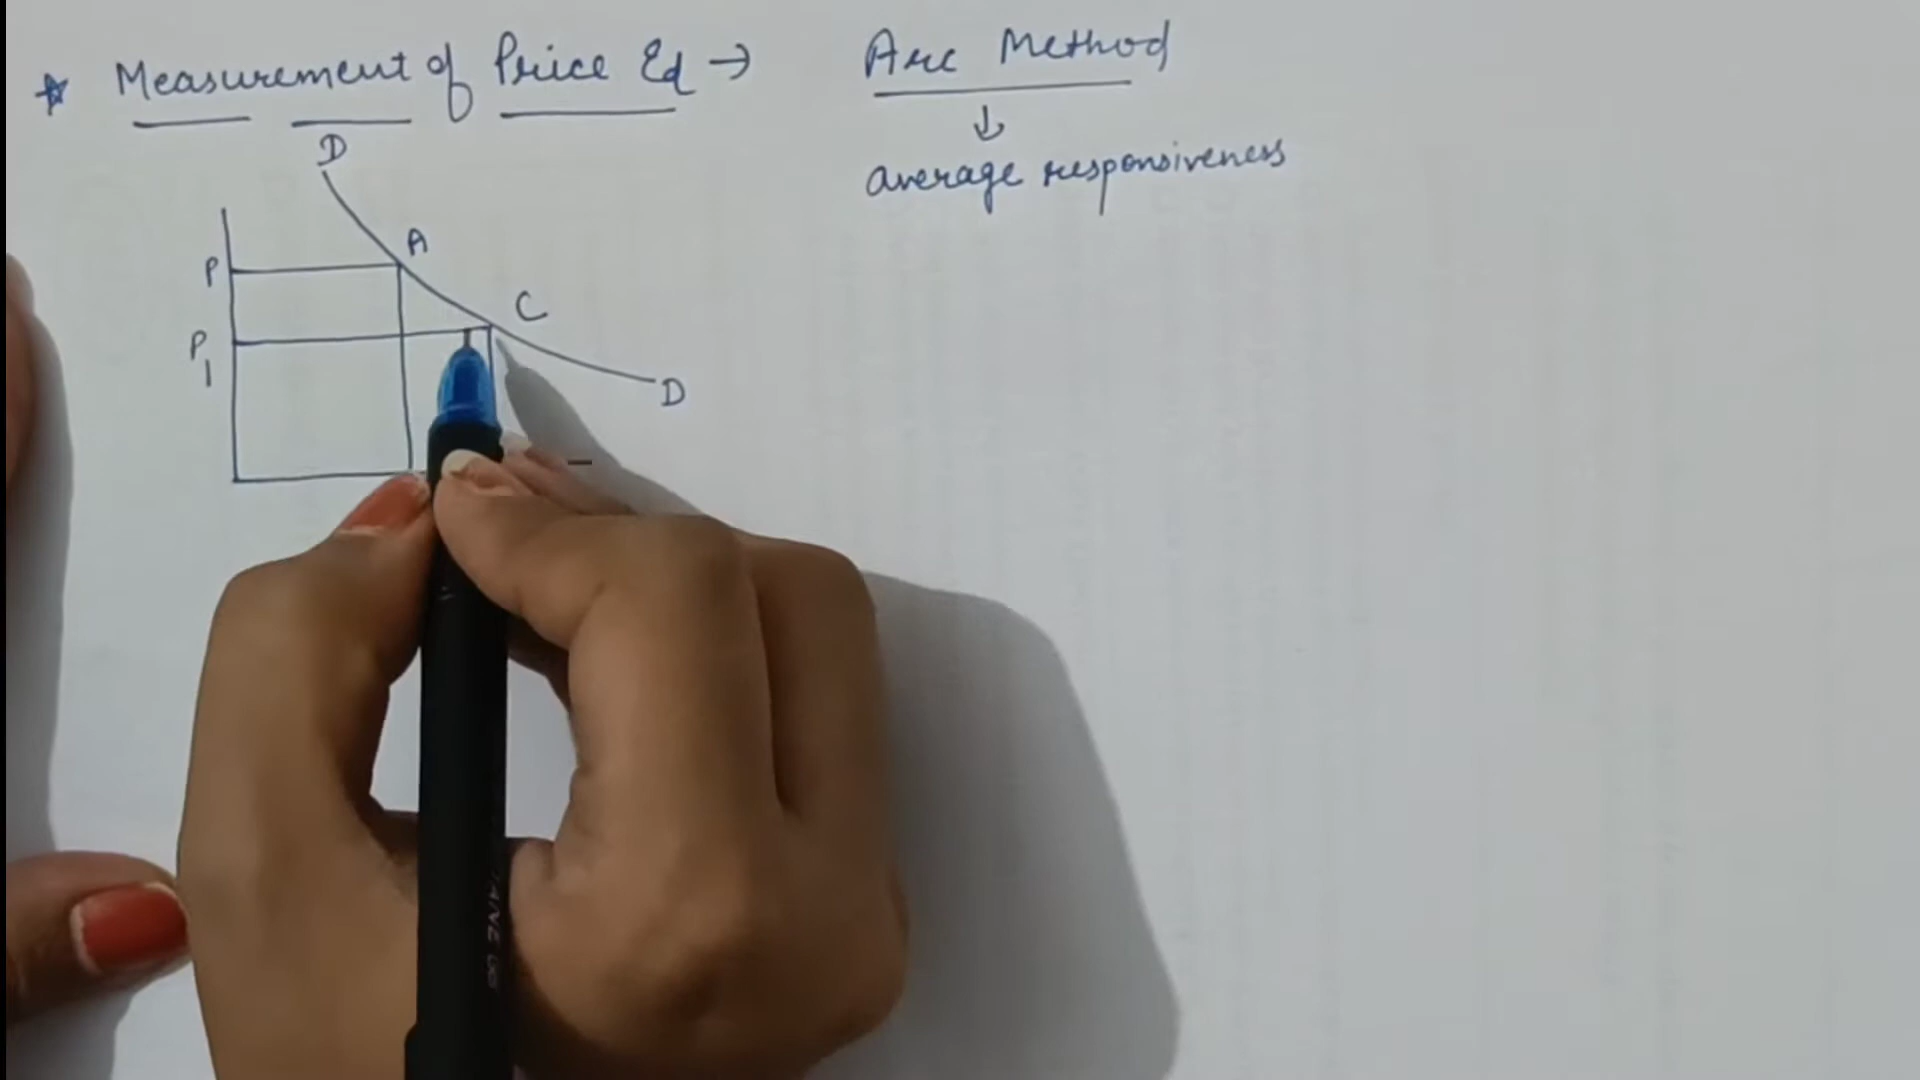 ☆ Measurement of Price Ed → Arc Method
↓
average responsiveness
D
A
P
C
P1
D